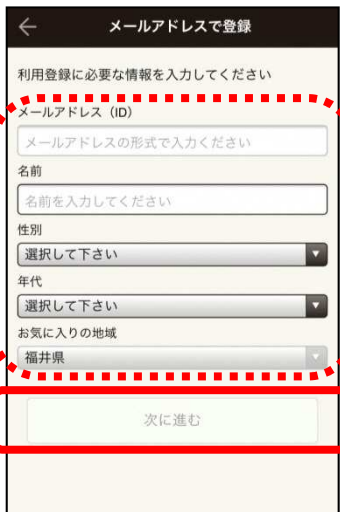 メールアドレスで登録
利用登録に必要な情報を入力してください
メールアドレス（ID）
メールアドレスの形式で入力ください
名前
名前を入力してください
性別
選択して下さい
年代
選択して下さい
お気に入りの地域
福井県
次に進む